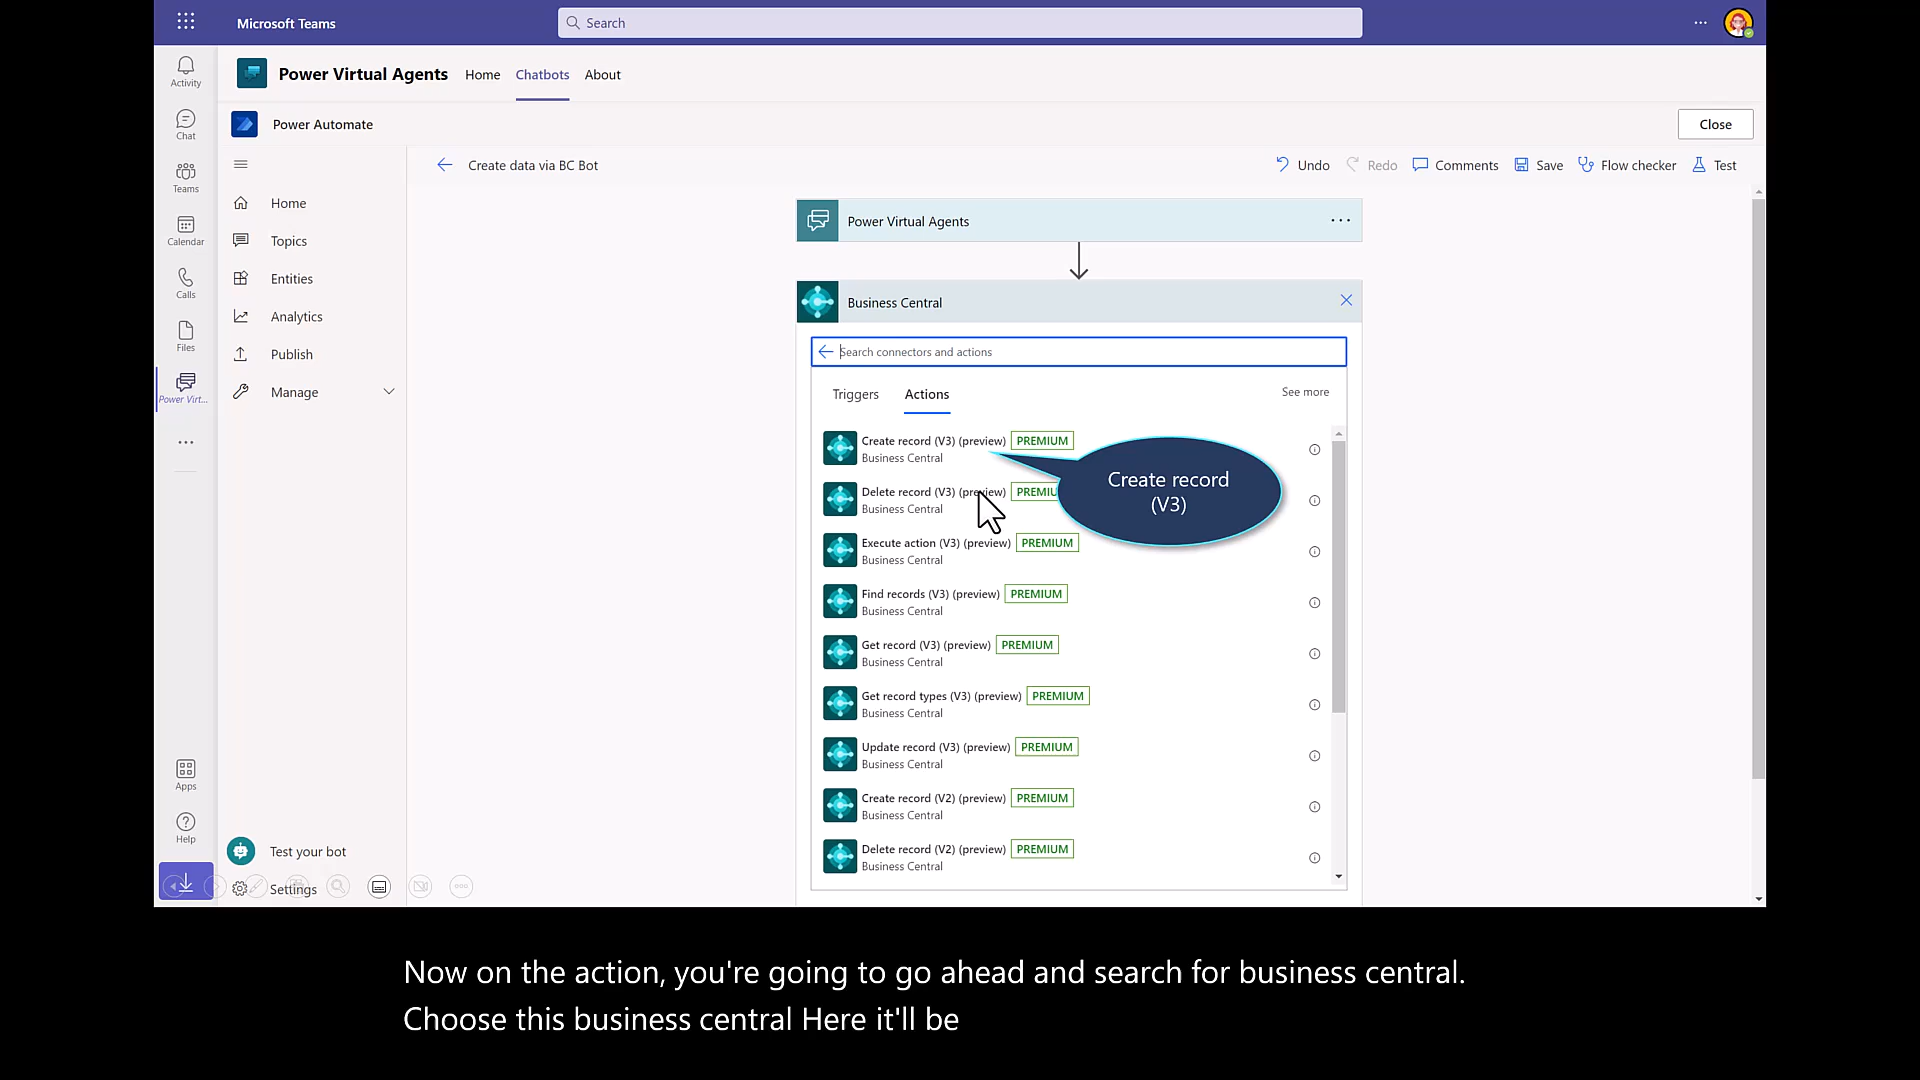 Microsoft Teams
Search
Activity
Chat
Teams
Calendar
Calls
Files
Power Virt...
Apps
Help
Power Virtual Agents
Home
Chatbots
About
Power Automate
Close
Home
Topics
Entities
Analytics
Publish
Manage
Test your bot
Settings
Create data via BC Bot
Undo
Redo
Comments
Save
Flow checker
Test
Power Virtual Agents
Business Central
Search connectors and actions
Triggers
Actions
See more
Create record (V3) (preview) PREMIUM
Business Central
Delete record (V3) (preview) PREMIU
Business Central
Execute action (V3) (preview) PREMIUM
Business Central
Find records (V3) (preview) PREMIUM
Business Central
Get record (V3) (preview) PREMIUM
Business Central
Get record types (V3) (preview) PREMIUM
Business Central
Update record (V3) (preview) PREMIUM
Business Central
Create record (V2) (preview) PREMIUM
Business Central
Delete record (V2) (preview) PREMIUM
Business Central
Create record
(V3)
Now on the action, you're going to go ahead and search for business central.
Choose this business central Here it'll be